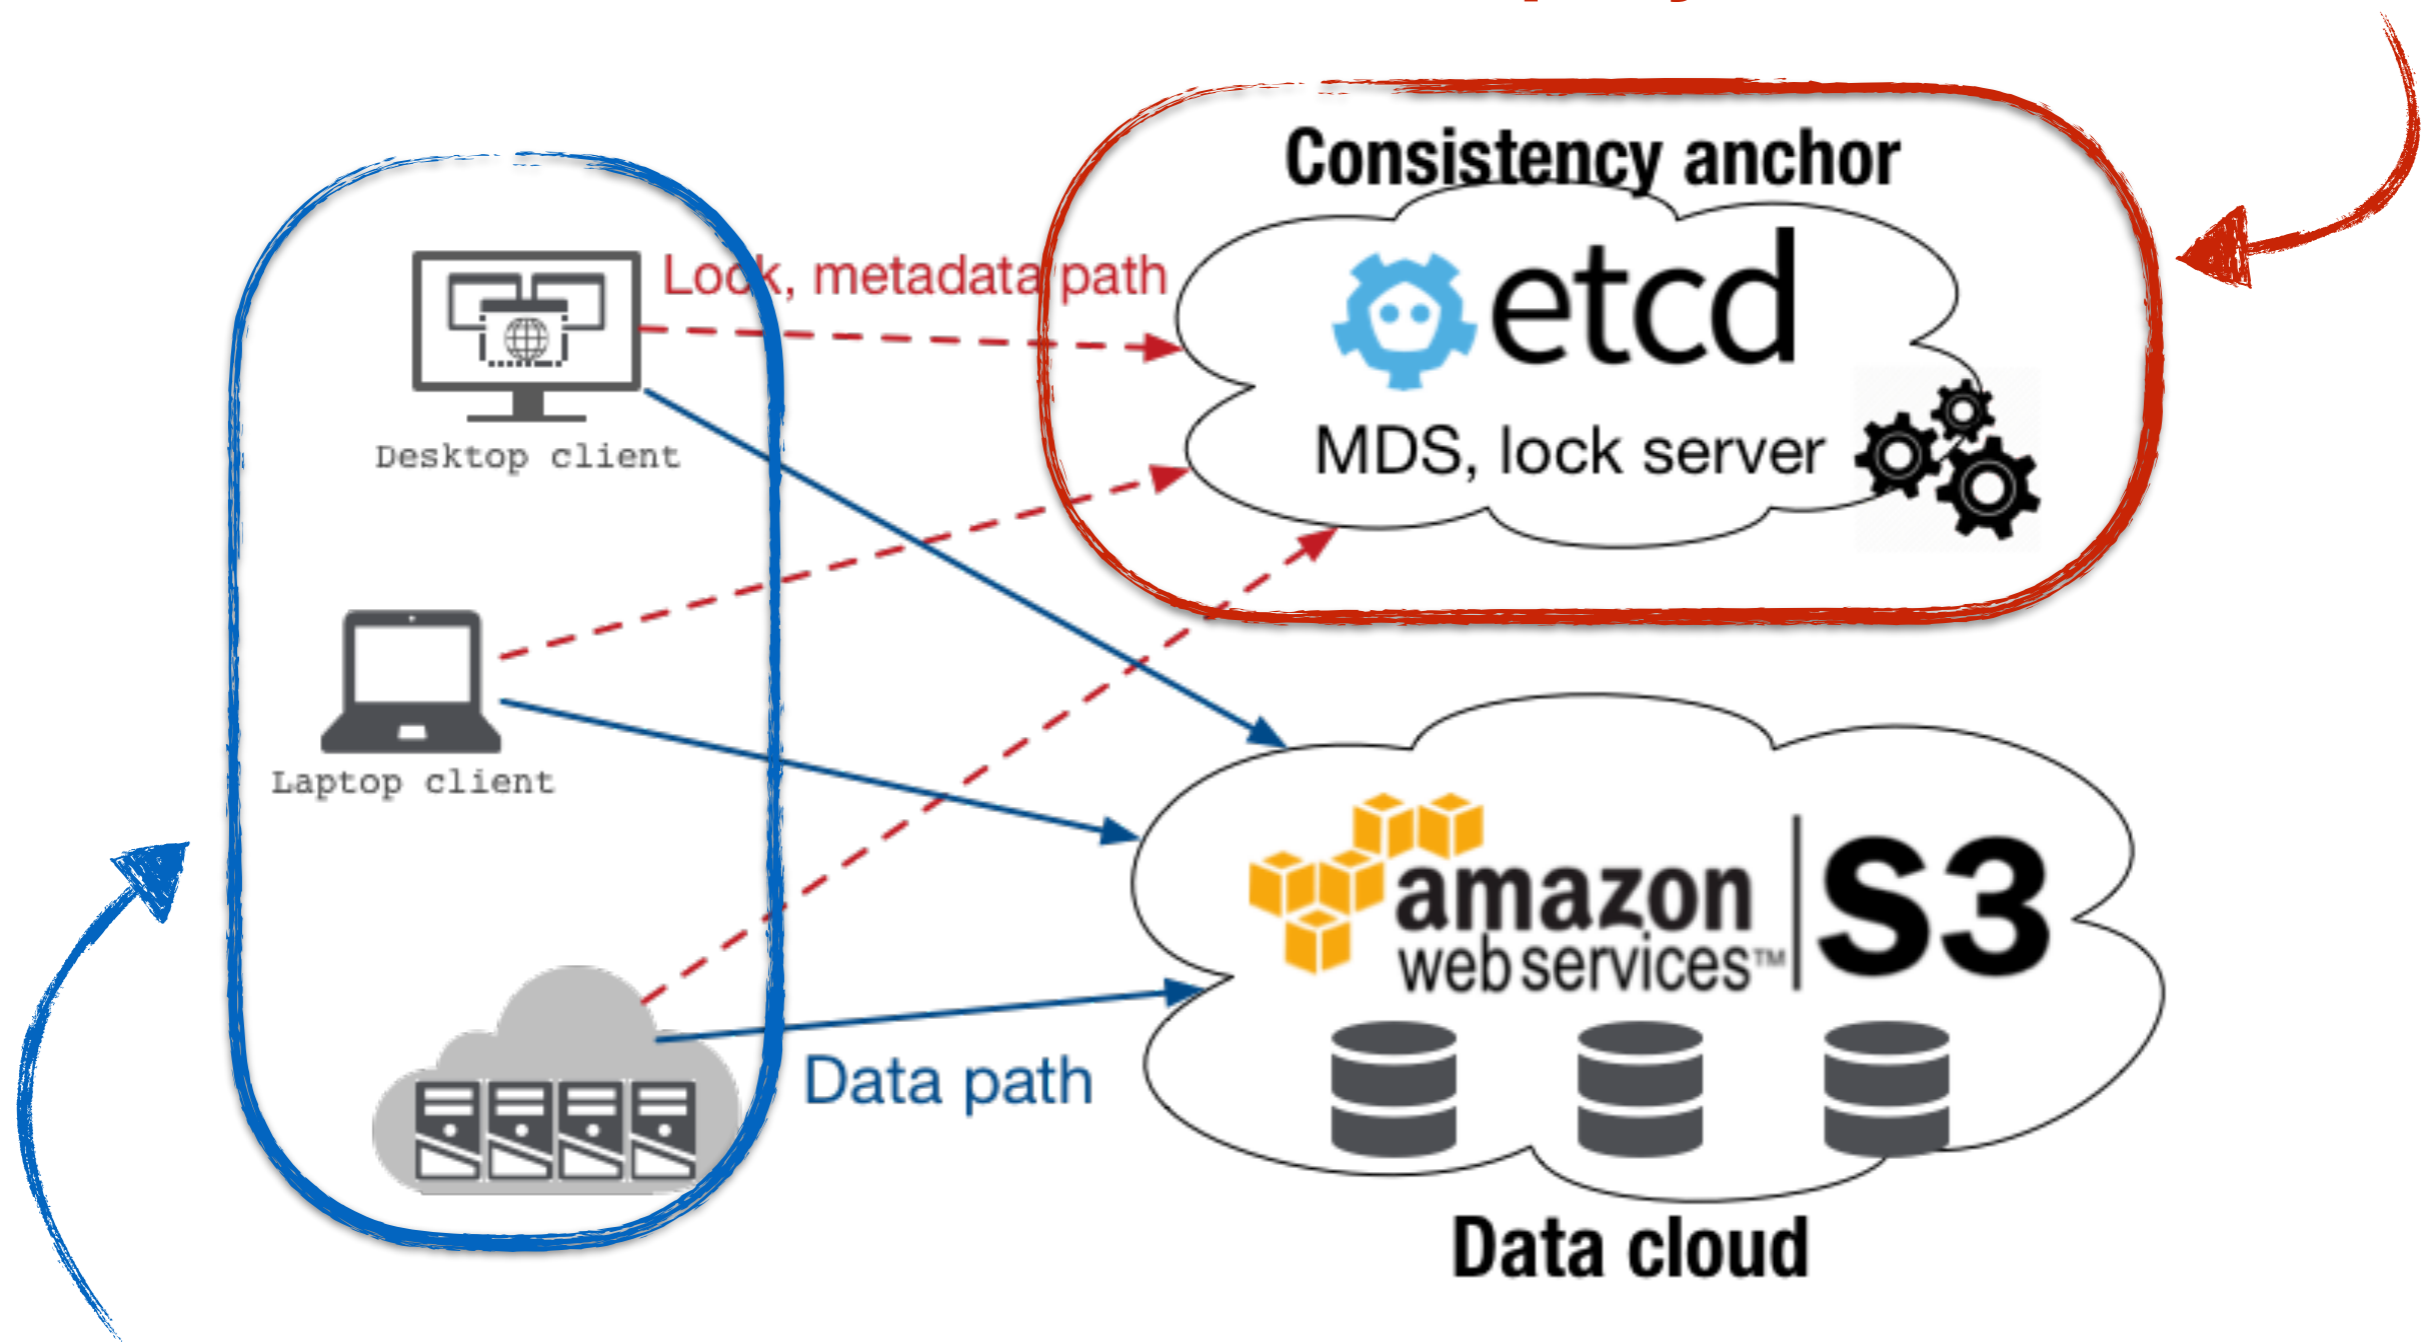 Consistency anchor
Lock, metadata path
etcd
MDS, lock server
Desktop client
Laptop client
amazon
web services™
S3
Data path
Data cloud